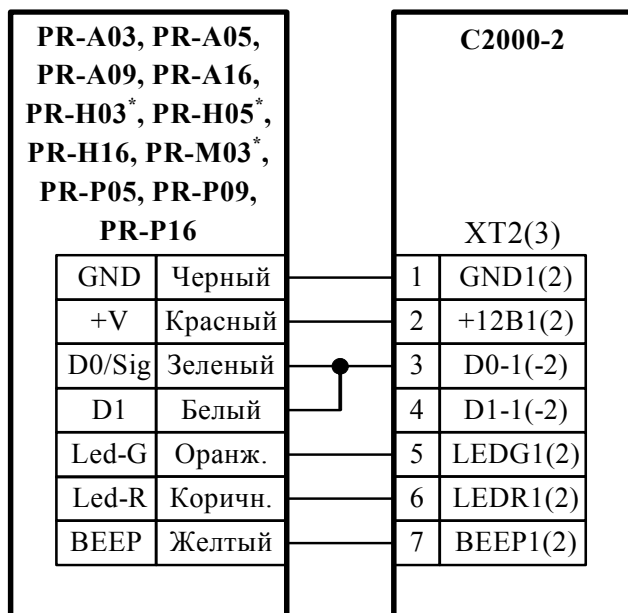 PR-A03, PR-A05,
PR-A09, PR-A16,
PR-H03*, PR-H05*,
PR-H16, PR-M03*,
PR-P05, PR-P09,
PR-P16
C2000-2
XT2(3)
GND Черный 1 GND1(2)
+V Красный 2 +12В1(2)
D0/Sig Зеленый 3 D0-1(-2)
D1 Белый 4 D1-1(-2)
Led-G Оранж. 5 LEDG1(2)
Led-R Коричн. 6 LEDR1(2)
BEEP Желтый 7 BEEP1(2)